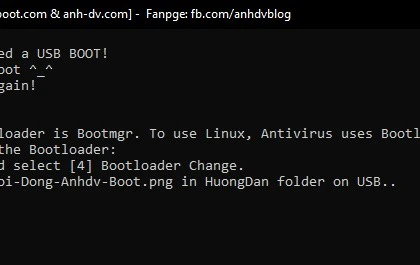 boot.com & anh-dv.com] - Fanpge: fb.com/anhdvblog
ed a USB BOOT!
oot ^_^
gain!
loader is Bootmgr. To use Linux, Antivirus uses Bootl
the Bootloader:
d select [4] Bootloader Change.
oi-Dong-Anhdv-Boot.png in HuongDan folder on USB..